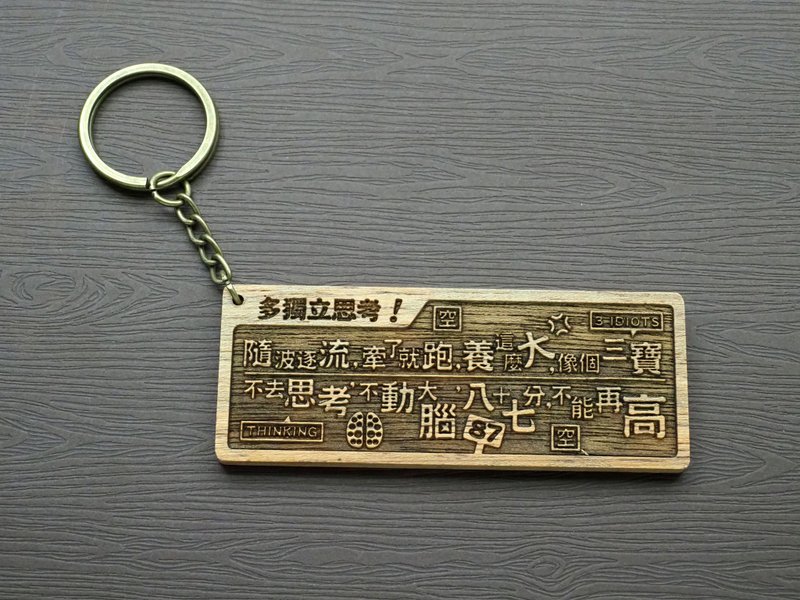 多獨立思考！
空
3-IDIOTS
隨波逐流，牽了就跑，養這麼大，像個三寶
不去思考，不動大腦，八十七分，不能再高
THINKING
87
空